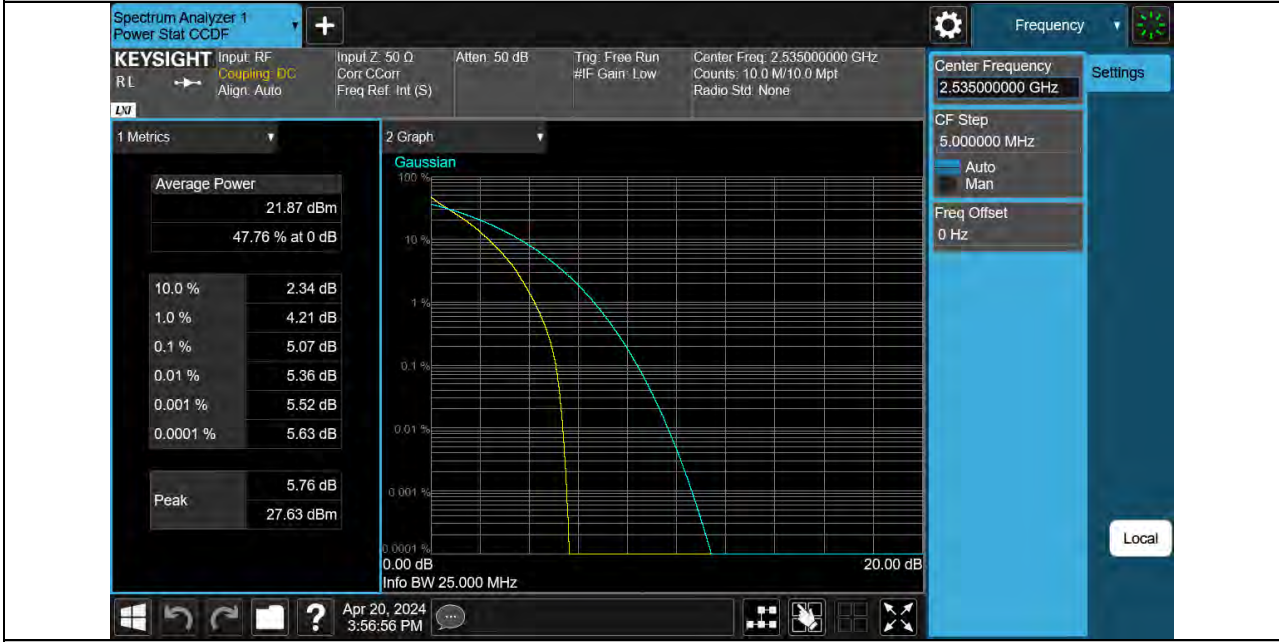 Spectrum Analyzer 1
Power Stat CCDF
Frequency
KEYSIGHT
RL
LXI
Input: RF
Coupling: DC
Align: Auto
Input Z: 50 Ω
Corr CCorr
Freq Ref: Int (S)
Atten: 50 dB
Trig: Free Run
#IF Gain: Low
Center Freq: 2.535000000 GHz
Counts: 10.0 M/10.0 Mpt
Radio Std: None
Center Frequency
2.535000000 GHz
Settings
CF Step
5.000000 MHz
Auto
Man
Freq Offset
0 Hz
1 Metrics
Average Power
21.87 dBm
47.76 % at 0 dB
10.0 % 2.34 dB
1.0 % 4.21 dB
0.1 % 5.07 dB
0.01 % 5.36 dB
0.001 % 5.52 dB
0.0001 % 5.63 dB
Peak 5.76 dB
27.63 dBm
2 Graph
Gaussian
100 %
10 %
1 %
0.1 %
0.01 %
0.001 %
0.0001 %
0.00 dB 20.00 dB
Info BW 25.000 MHz
Local
?
Apr 20, 2024
3:56:56 PM